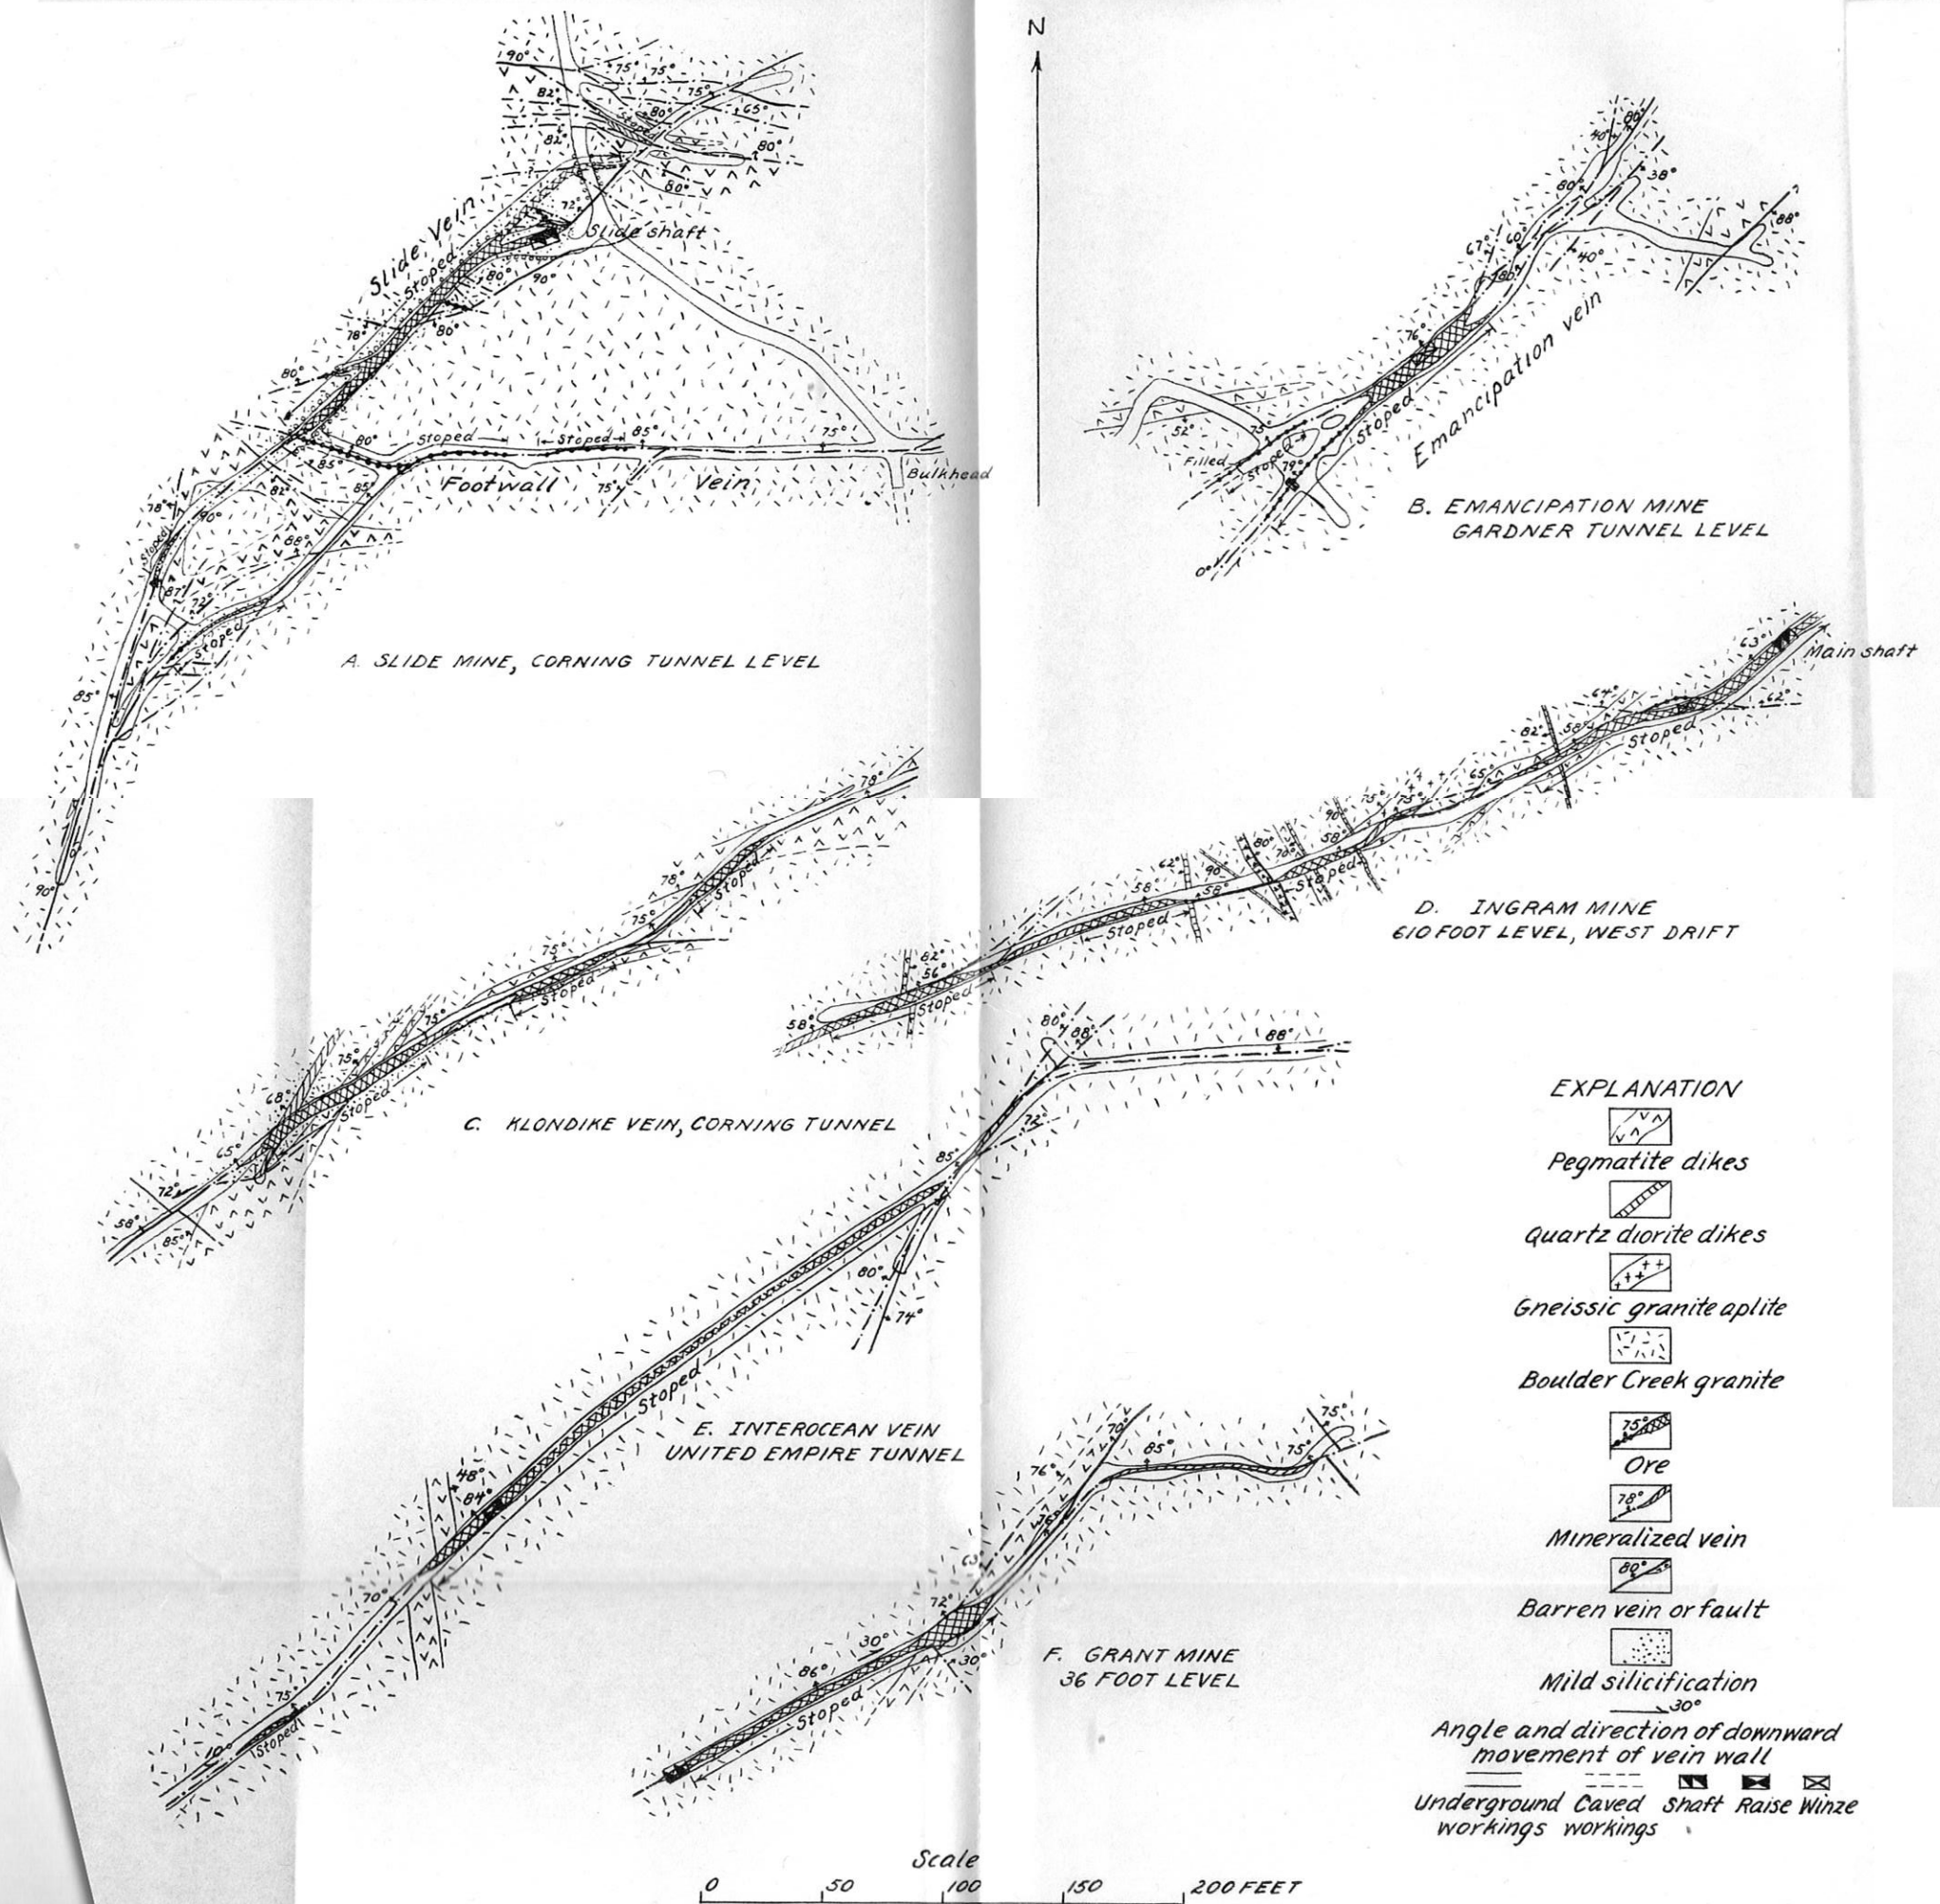 N
90°
75°
75°
82°
75°
80°
65°
Stoped
82°
80°
80°
72°
Slide Vein
Stoped
Slide shaft
80°
90°
78°
80°
80°
80°
Stoped
Stoped
85°
75°
85°
85°
82°
Footwall
75°
Vein
Bulkhead
78°
90°
Stoped
88°
87°
72°
Stoped
85°
90°
A. SLIDE MINE, CORNING TUNNEL LEVEL
40°
80°
80°
38°
88°
67°
60°
40°
80°
76°
52°
75°
Stoped
Filled
Stoped
79°
Emancipation vein
0°
B. EMANCIPATION MINE
GARDNER TUNNEL LEVEL
63°
Main shaft
64°
62°
82°
58°
Stoped
65°
75°
75°
90°
58°
80°
70°
Stoped
62°
90°
58°
58°
Stoped
82°
56°
Stoped
58°
D. INGRAM MINE
610 FOOT LEVEL, WEST DRIFT
78°
78°
Stoped
75°
75°
Stoped
75°
75°
68°
Stoped
65°
72°
58°
85°
C. KLONDIKE VEIN, CORNING TUNNEL
80°
88°
88°
72°
85°
80°
74°
Stoped
48°
84°
70°
75°
10°
Stoped
E. INTEROCEAN VEIN
UNITED EMPIRE TUNNEL
75°
70°
85°
75°
76°
63°
72°
30°
30°
86°
Stoped
F. GRANT MINE
36 FOOT LEVEL
EXPLANATION
Pegmatite dikes
Quartz diorite dikes
Gneissic granite aplite
Boulder Creek granite
75°
Ore
78°
Mineralized vein
80°
Barren vein or fault
Mild silicification
30°
Angle and direction of downward
movement of vein wall
Underground Caved Shaft Raise Winze
workings workings
Scale
0 50 100 150 200 FEET